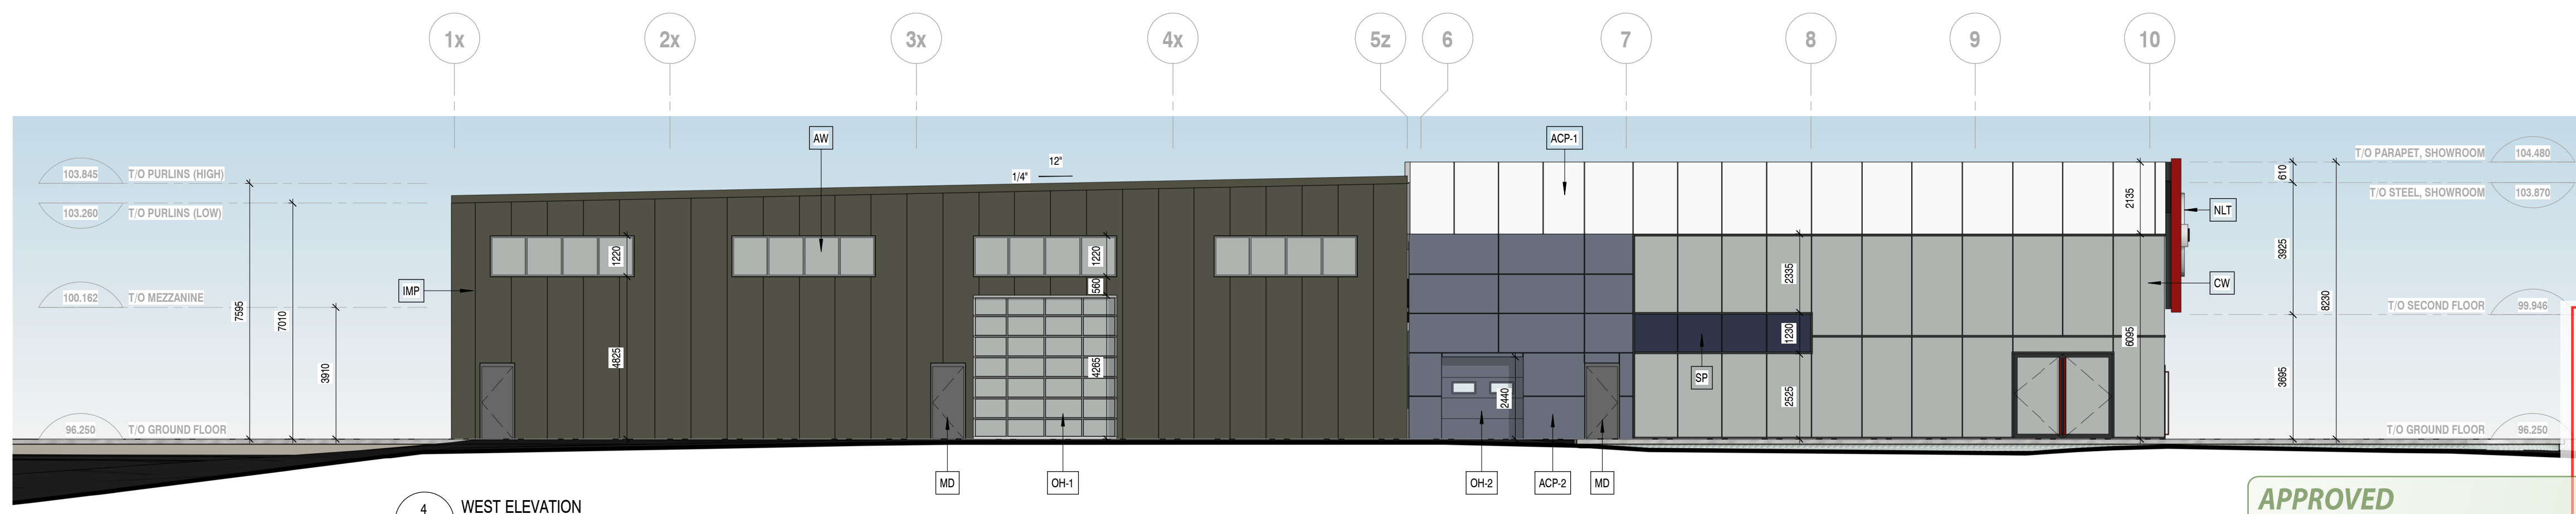 1x 2x 3x 4x 5z 6 7 8 9 10
AW
ACP-1
12"
1/4"
103.845 T/O PURLINS (HIGH)
103.260 T/O PURLINS (LOW)
100.162 T/O MEZZANINE
96.250 T/O GROUND FLOOR
7595
7010
3910
IMP
1220
4825
1220
560
4265
2440
2335
1230
2525
2135
6095
SP
NLT
CW
T/O PARAPET, SHOWROOM 104.480
T/O STEEL, SHOWROOM 103.870
T/O SECOND FLOOR 99.946
T/O GROUND FLOOR 96.250
610
3925
3695
8230
MD
OH-1
OH-2
ACP-2
MD
4 WEST ELEVATION
APPROVED